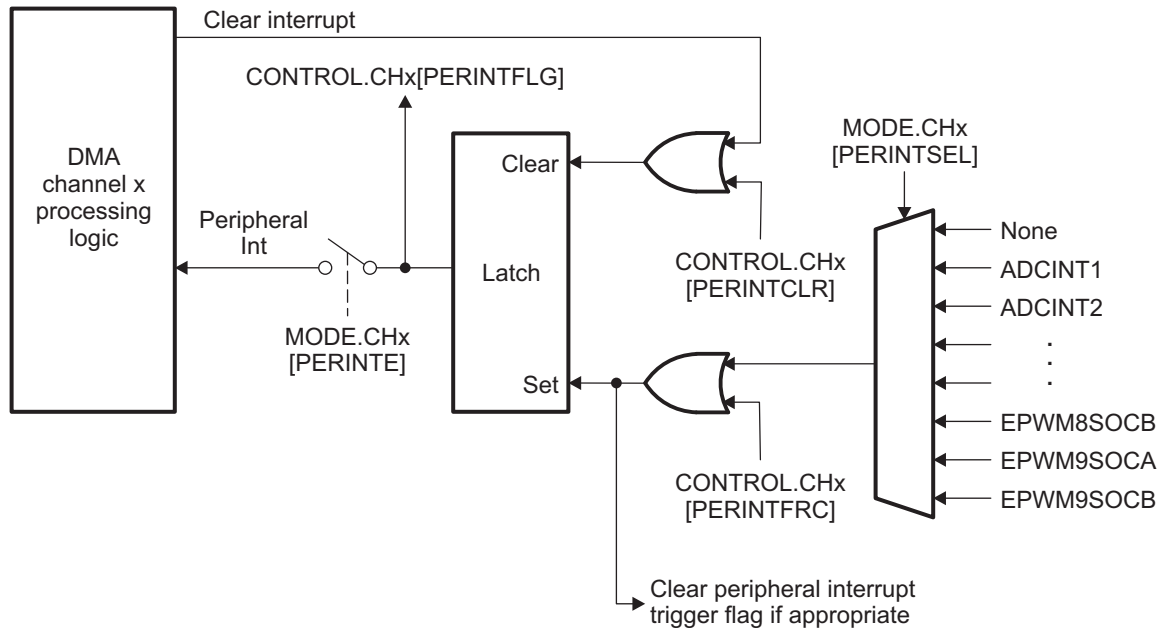 Clear interrupt
CONTROL.CHx[PERINTFLG]
DMA
channel x
processing
logic
Peripheral
Int
MODE.CHx
[PERINTE]
Clear
Latch
Set
CONTROL.CHx
[PERINTCLR]
CONTROL.CHx
[PERINTFRC]
Clear peripheral interrupt
trigger flag if appropriate
MODE.CHx
[PERINTSEL]
None
ADCINT1
ADCINT2
.
.
.
EPWM8SOCB
EPWM9SOCA
EPWM9SOCB